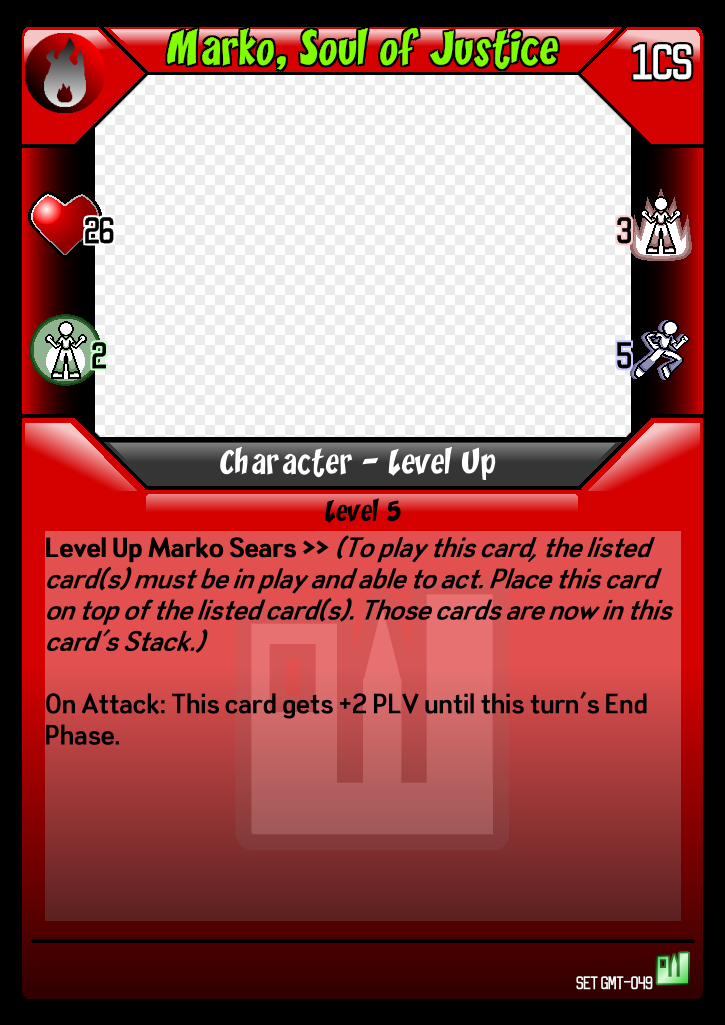 Marko, Soul of Justice
1CS
26
3
2
5
Character - Level Up
Level 5
Level Up Marko Sears >> (To play this card, the listed
card(s) must be in play and able to act. Place this card
on top of the listed card(s). Those cards are now in this
card's Stack.)
On Attack: This card gets +2 PLV until this turn's End
Phase.
SET GMT-049